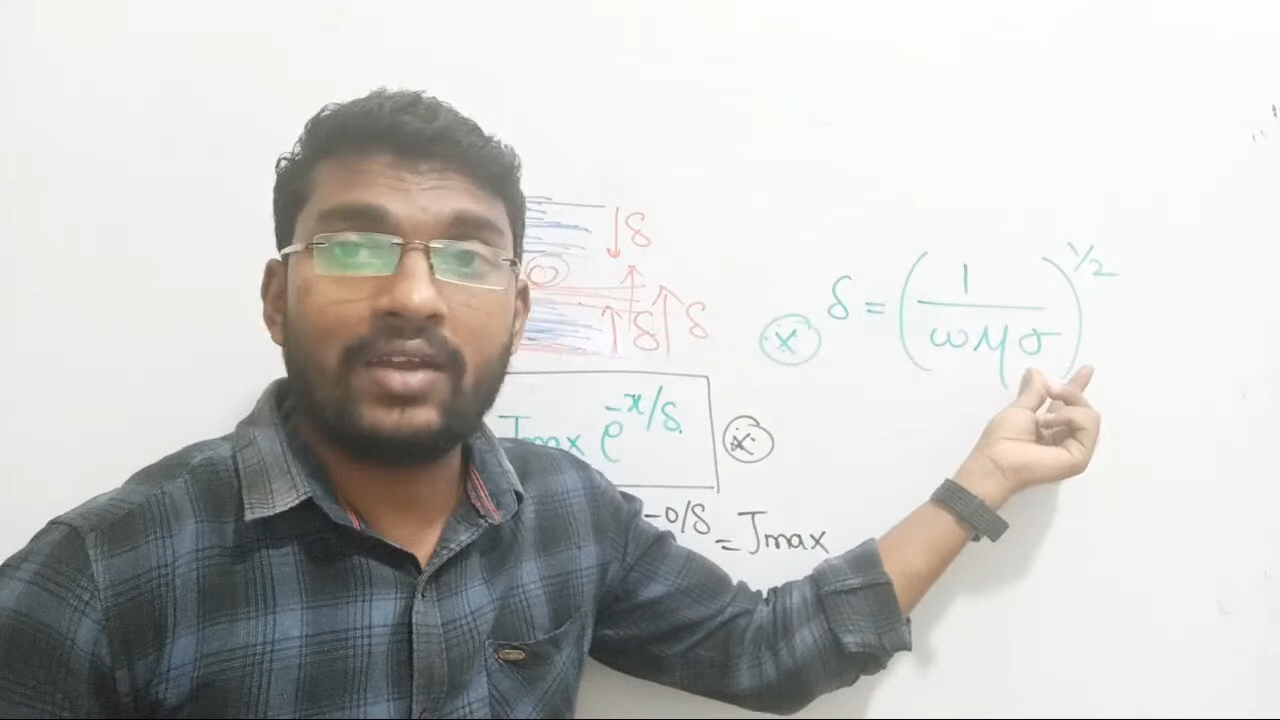 δ
δ δ
δ = (1/ωμσ)^1/2
x
Jmax e^-x/δ x
-0/δ = Jmax